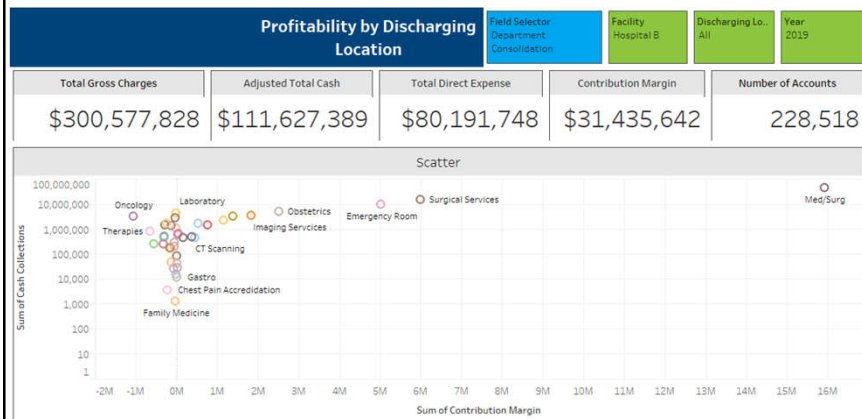 Profitability by Discharging
Location
Field Selector
Department
Consolidation
Facility
Hospital B
Discharging Lo..
All
Year
2019
Total Gross Charges
$300,577,828
Adjusted Total Cash
$111,627,389
Total Direct Expense
$80,191,748
Contribution Margin
$31,435,642
Number of Accounts
228,518
Scatter
Sum of Cash Collections
100,000,000
10,000,000
1,000,000
100,000
10,000
1,000
100
10
1
Oncology
Laboratory
Therapies
Obstetrics
Imaging Servcices
CT Scanning
Emergency Room
Surgical Services
Med/Surg
Gastro
Chest Pain Accredidation
Family Medicine
-2M -1M 0M 1M 2M 3M 4M 5M 6M 7M 8M 9M 10M 11M 12M 13M 14M 15M 16M
Sum of Contribution Margin